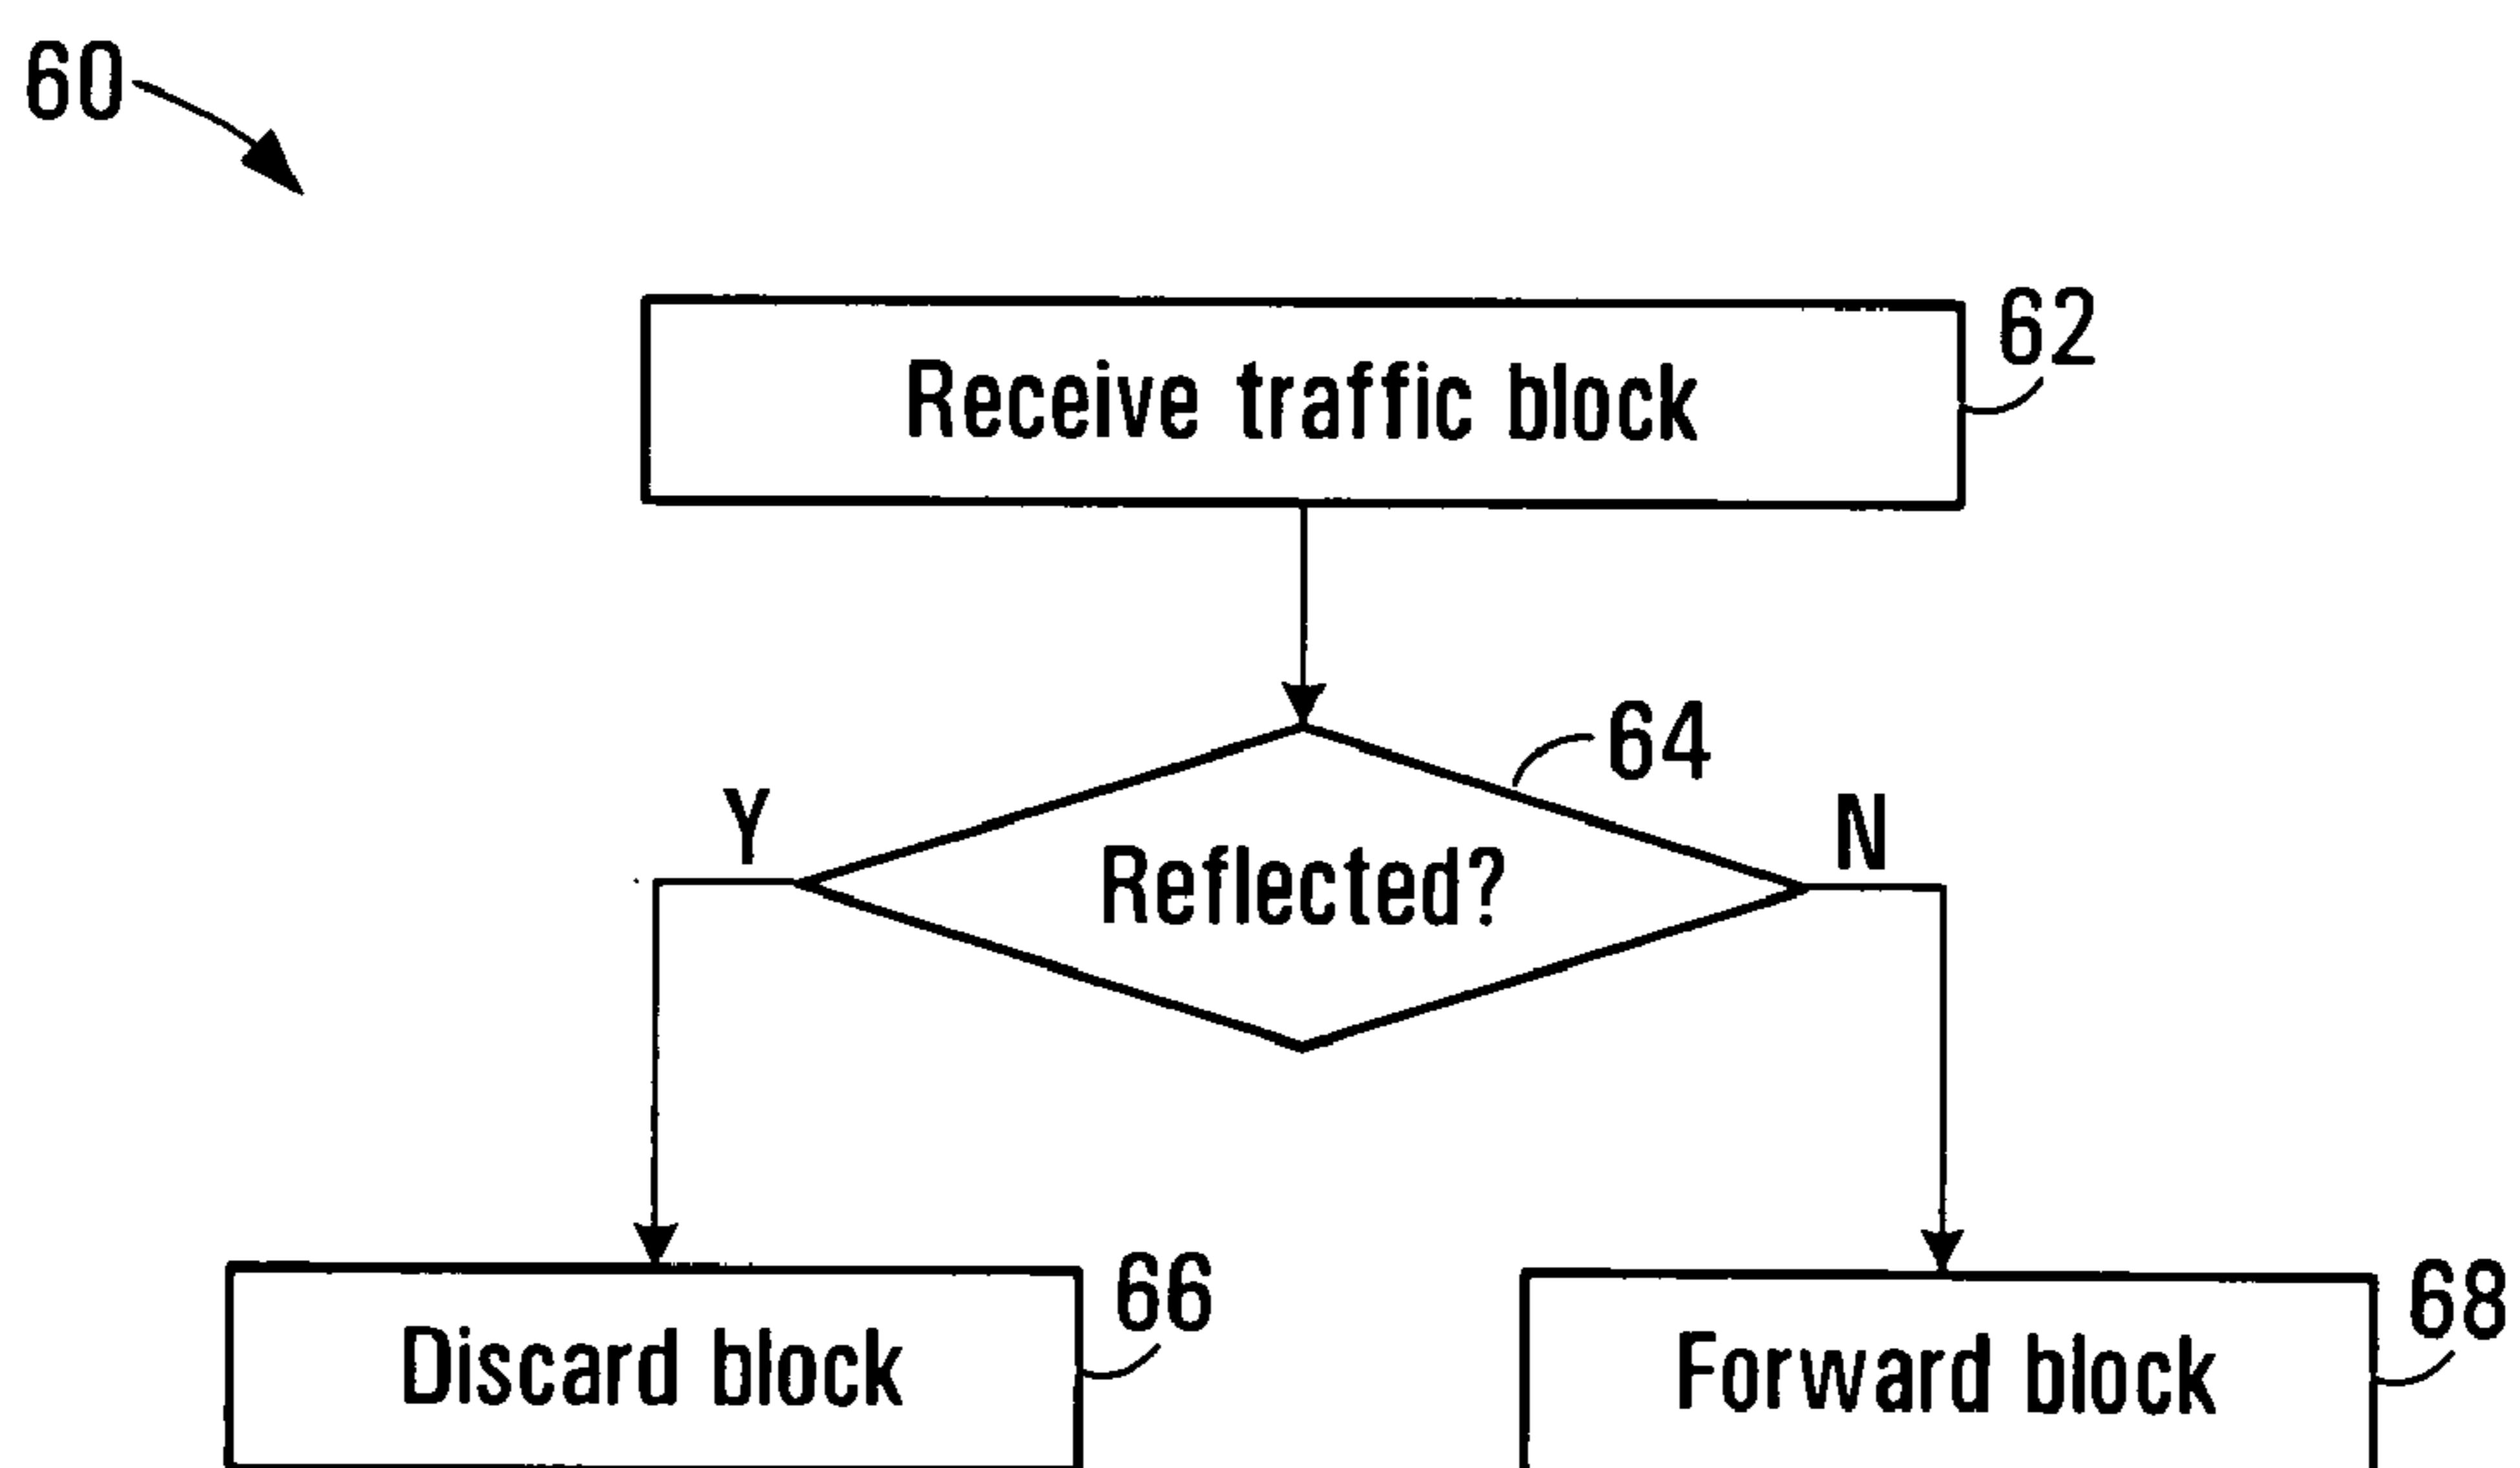 60
62
Receive traffic block
64
Y
N
Reflected?
66
68
Discard block
Forward block